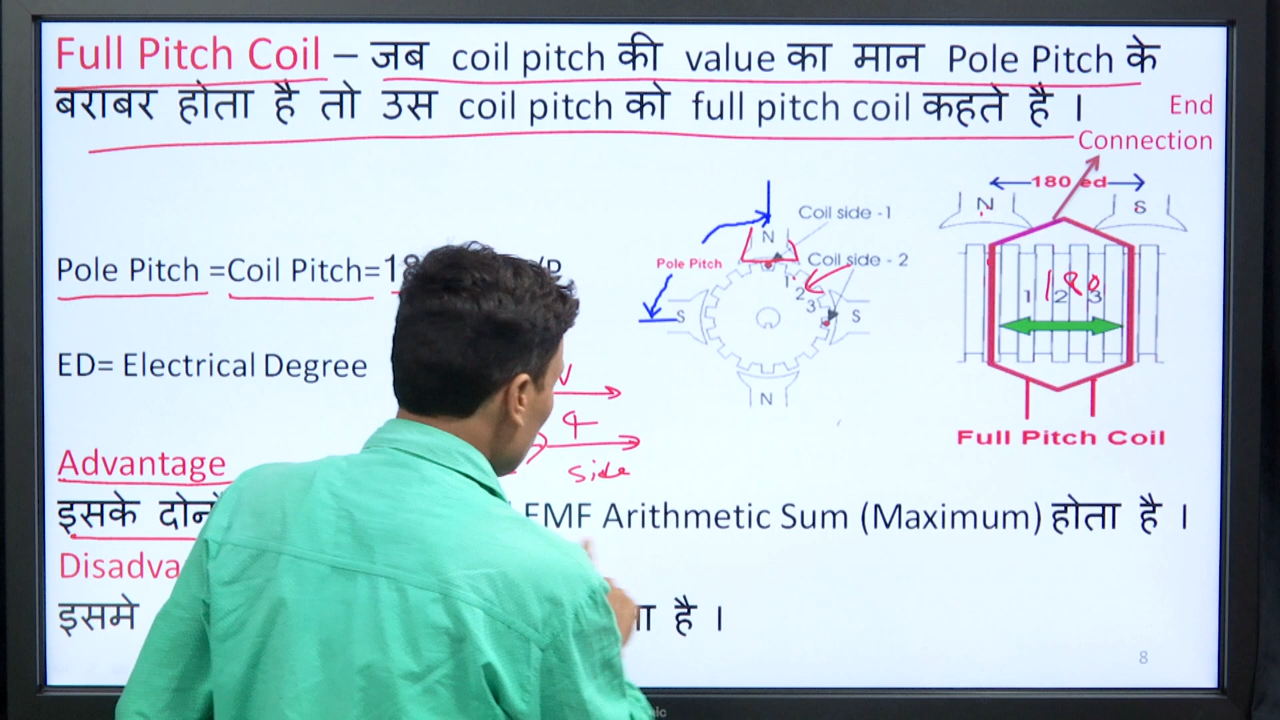 Full Pitch Coil – जब coil pitch की value का मान Pole Pitch के
बराबर होता है तो उस coil pitch को full pitch coil कहते है ।
End
Connection
180 ed
N S
Coil side -1
N
Pole Pitch
Coil side - 2
1
2
3
S S
N
1 2 3
180
Full Pitch Coil
Pole Pitch =Coil Pitch=18
ED= Electrical Degree
side
Advantage
इसके दोनों EMF Arithmetic Sum (Maximum) होता है ।
Disadva
इसमे है ।
8